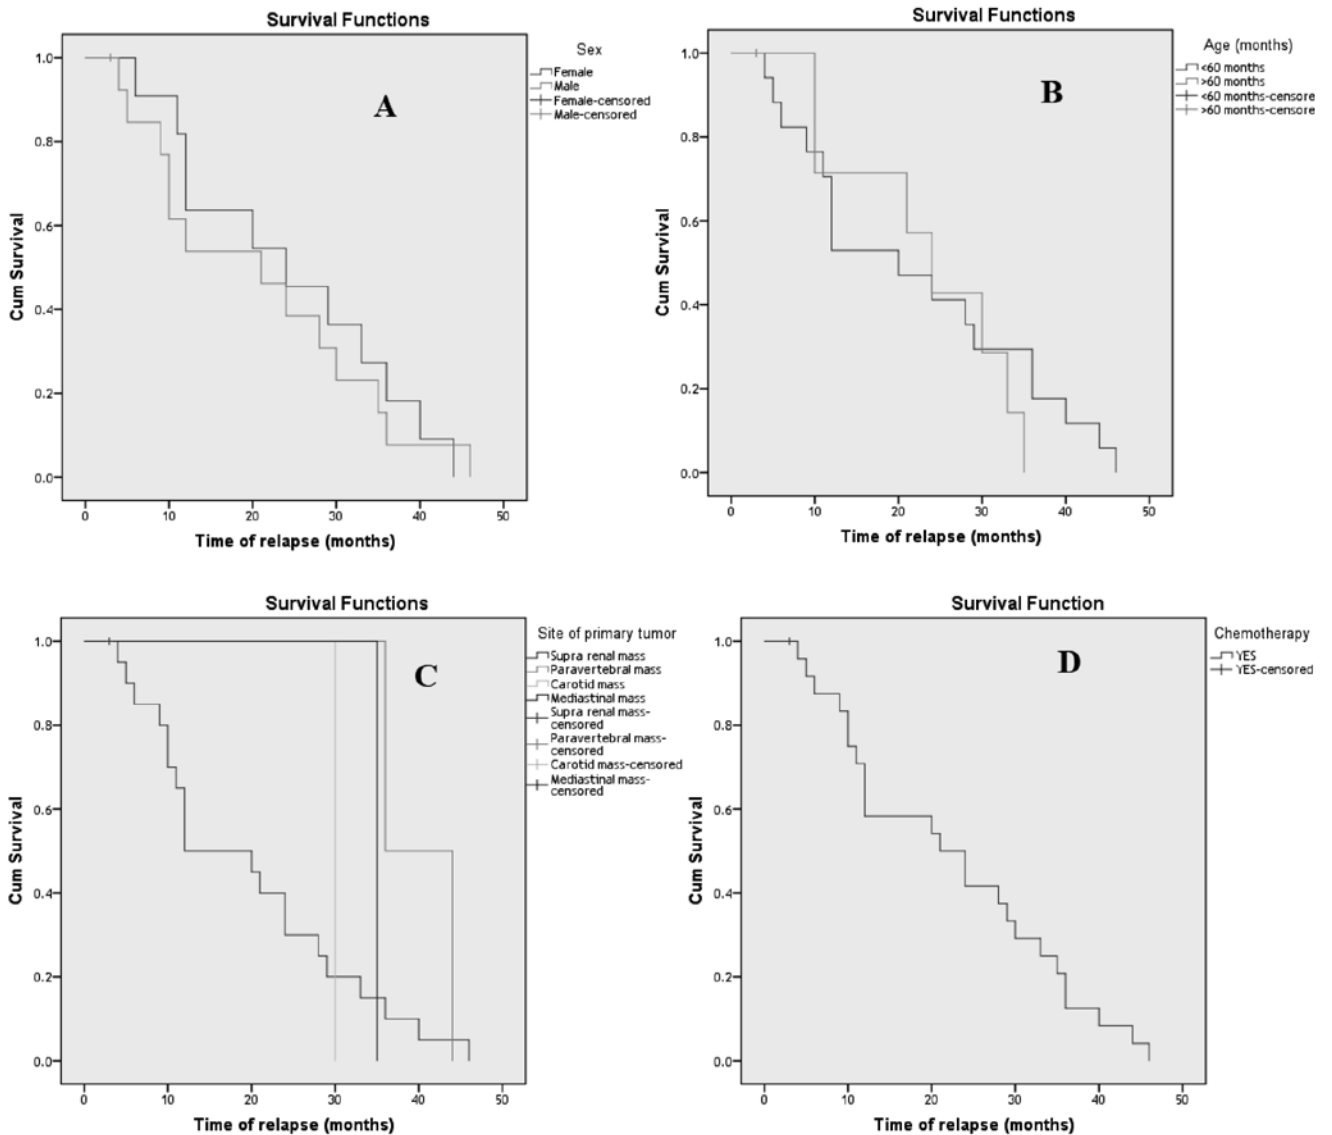 Survival Functions
A
Sex
Female
Male
Female-censored
Male-censored
Cum Survival
1.0
0.8
0.6
0.4
0.2
0.0
0 10 20 30 40 50
Time of relapse (months)
Survival Functions
B
Age (months)
<60 months
>60 months
<60 months-censore
>60 months-censore
Cum Survival
1.0
0.8
0.6
0.4
0.2
0.0
0 10 20 30 40 50
Time of relapse (months)
Survival Functions
C
Site of primary tumor
Supra renal mass
Paravertebral mass
Carotid mass
Mediastinal mass
Supra renal mass-
censored
Paravertebral mass-
censored
Carotid mass-censored
Mediastinal mass-
censored
Cum Survival
1.0
0.8
0.6
0.4
0.2
0.0
0 10 20 30 40 50
Time of relapse (months)
Survival Function
D
Chemotherapy
YES
YES-censored
Cum Survival
1.0
0.8
0.6
0.4
0.2
0.0
0 10 20 30 40 50
Time of relapse (months)